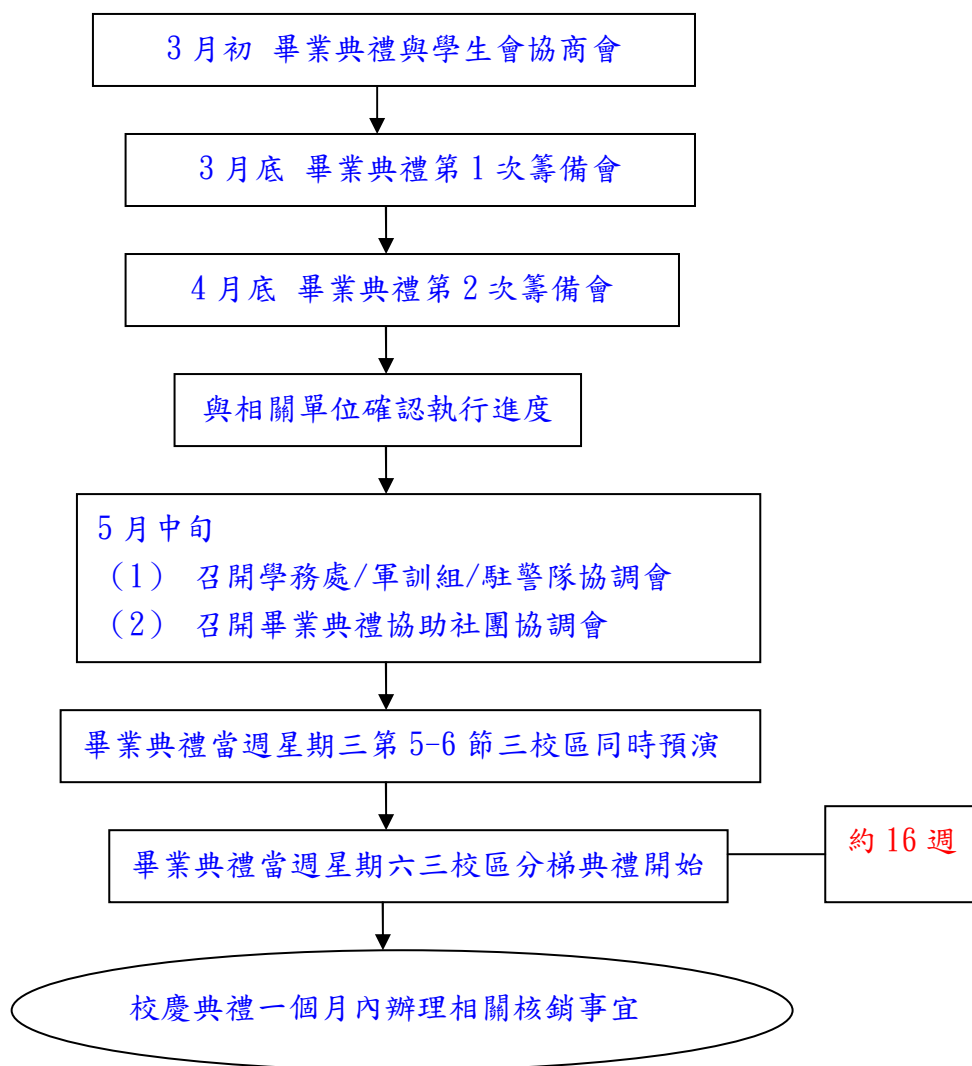 3月初 畢業典禮與學生會協商會
3月底 畢業典禮第1次籌備會
4月底 畢業典禮第2次籌備會
與相關單位確認執行進度
5月中旬
(1) 召開學務處/軍訓組/駐警隊協調會
(2) 召開畢業典禮協助社團協調會
畢業典禮當週星期三第5-6節三校區同時預演
畢業典禮當週星期六三校區分梯典禮開始
約16週
校慶典禮一個月內辦理相關核銷事宜